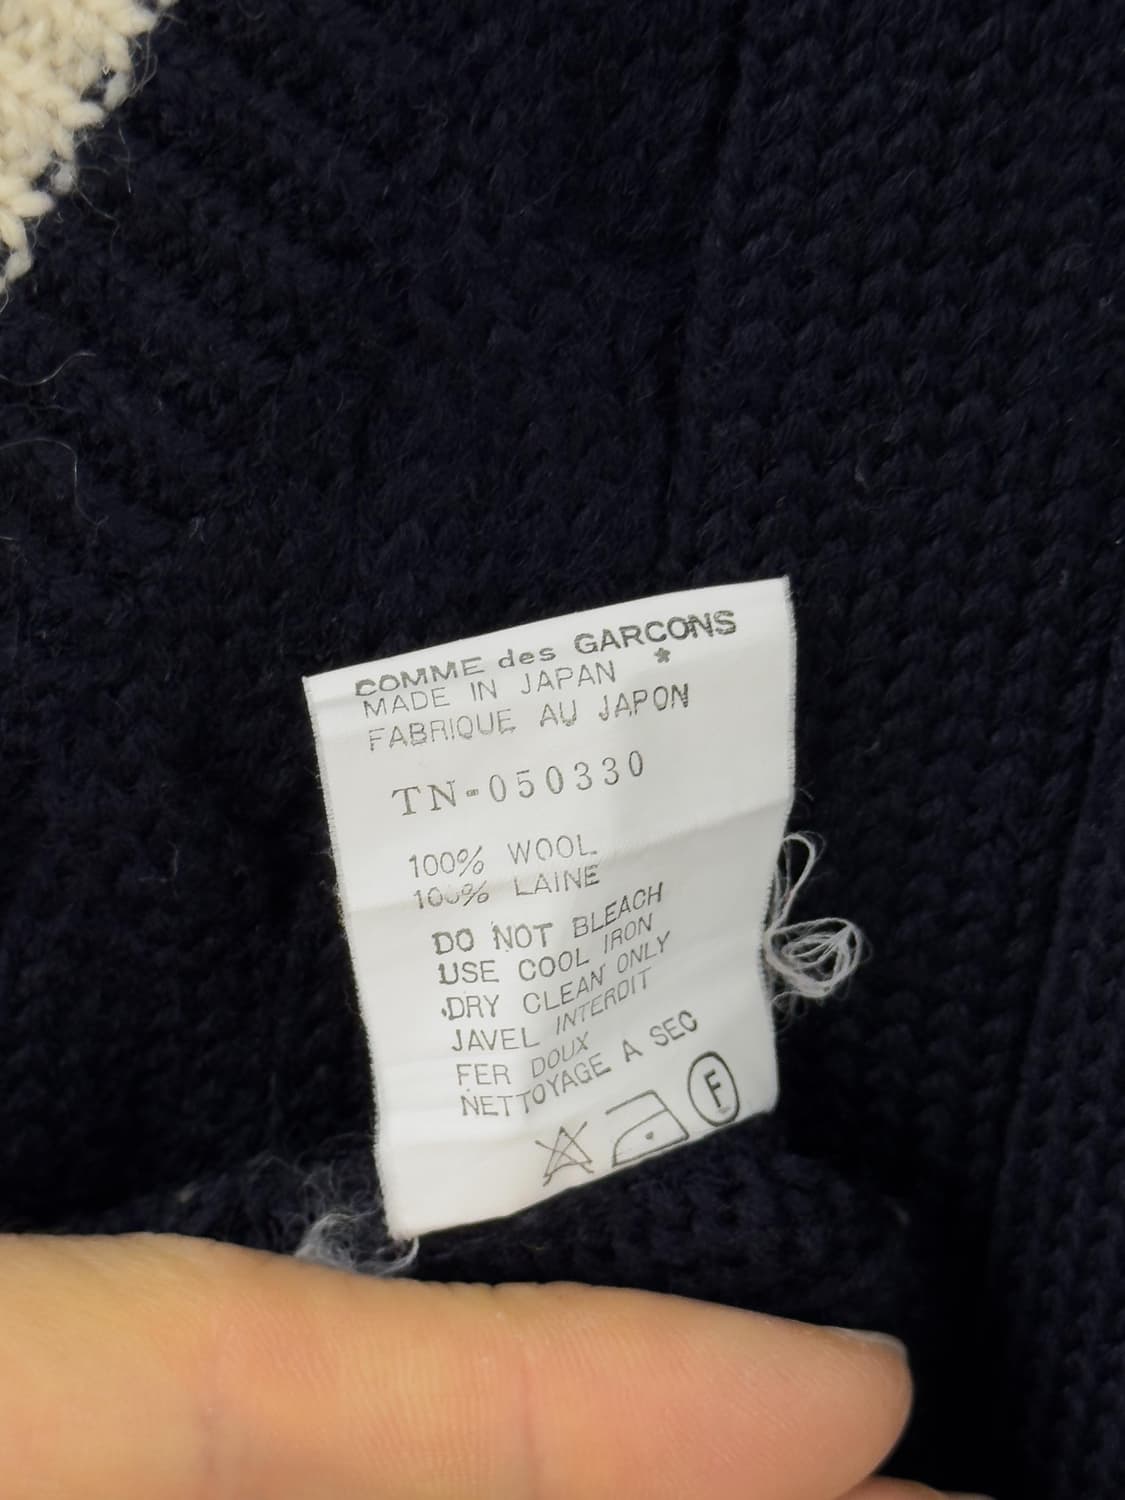 COMME des GARCONS
*
MADE IN JAPAN
FABRIQUE AU JAPON
TN-050330
100% WOOL
100% LAINE
DO NOT BLEACH
USE COOL IRON
DRY CLEAN ONLY
JAVEL INTERDIT
FER DOUX
NETTOYAGE A SEC
F